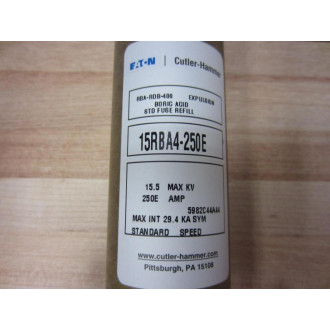 EATON | Cutler-Hammer
RBA-RDB-400 EXPULSION
BORIC ACID
STD FUSE REFILL
15RBA4-250E
15.5 MAX KV
250E AMP
5982C44A44
MAX INT 29.4 KA SYM
STANDARD SPEED
www.cutler-hammer.com
Pittsburgh, PA 15108